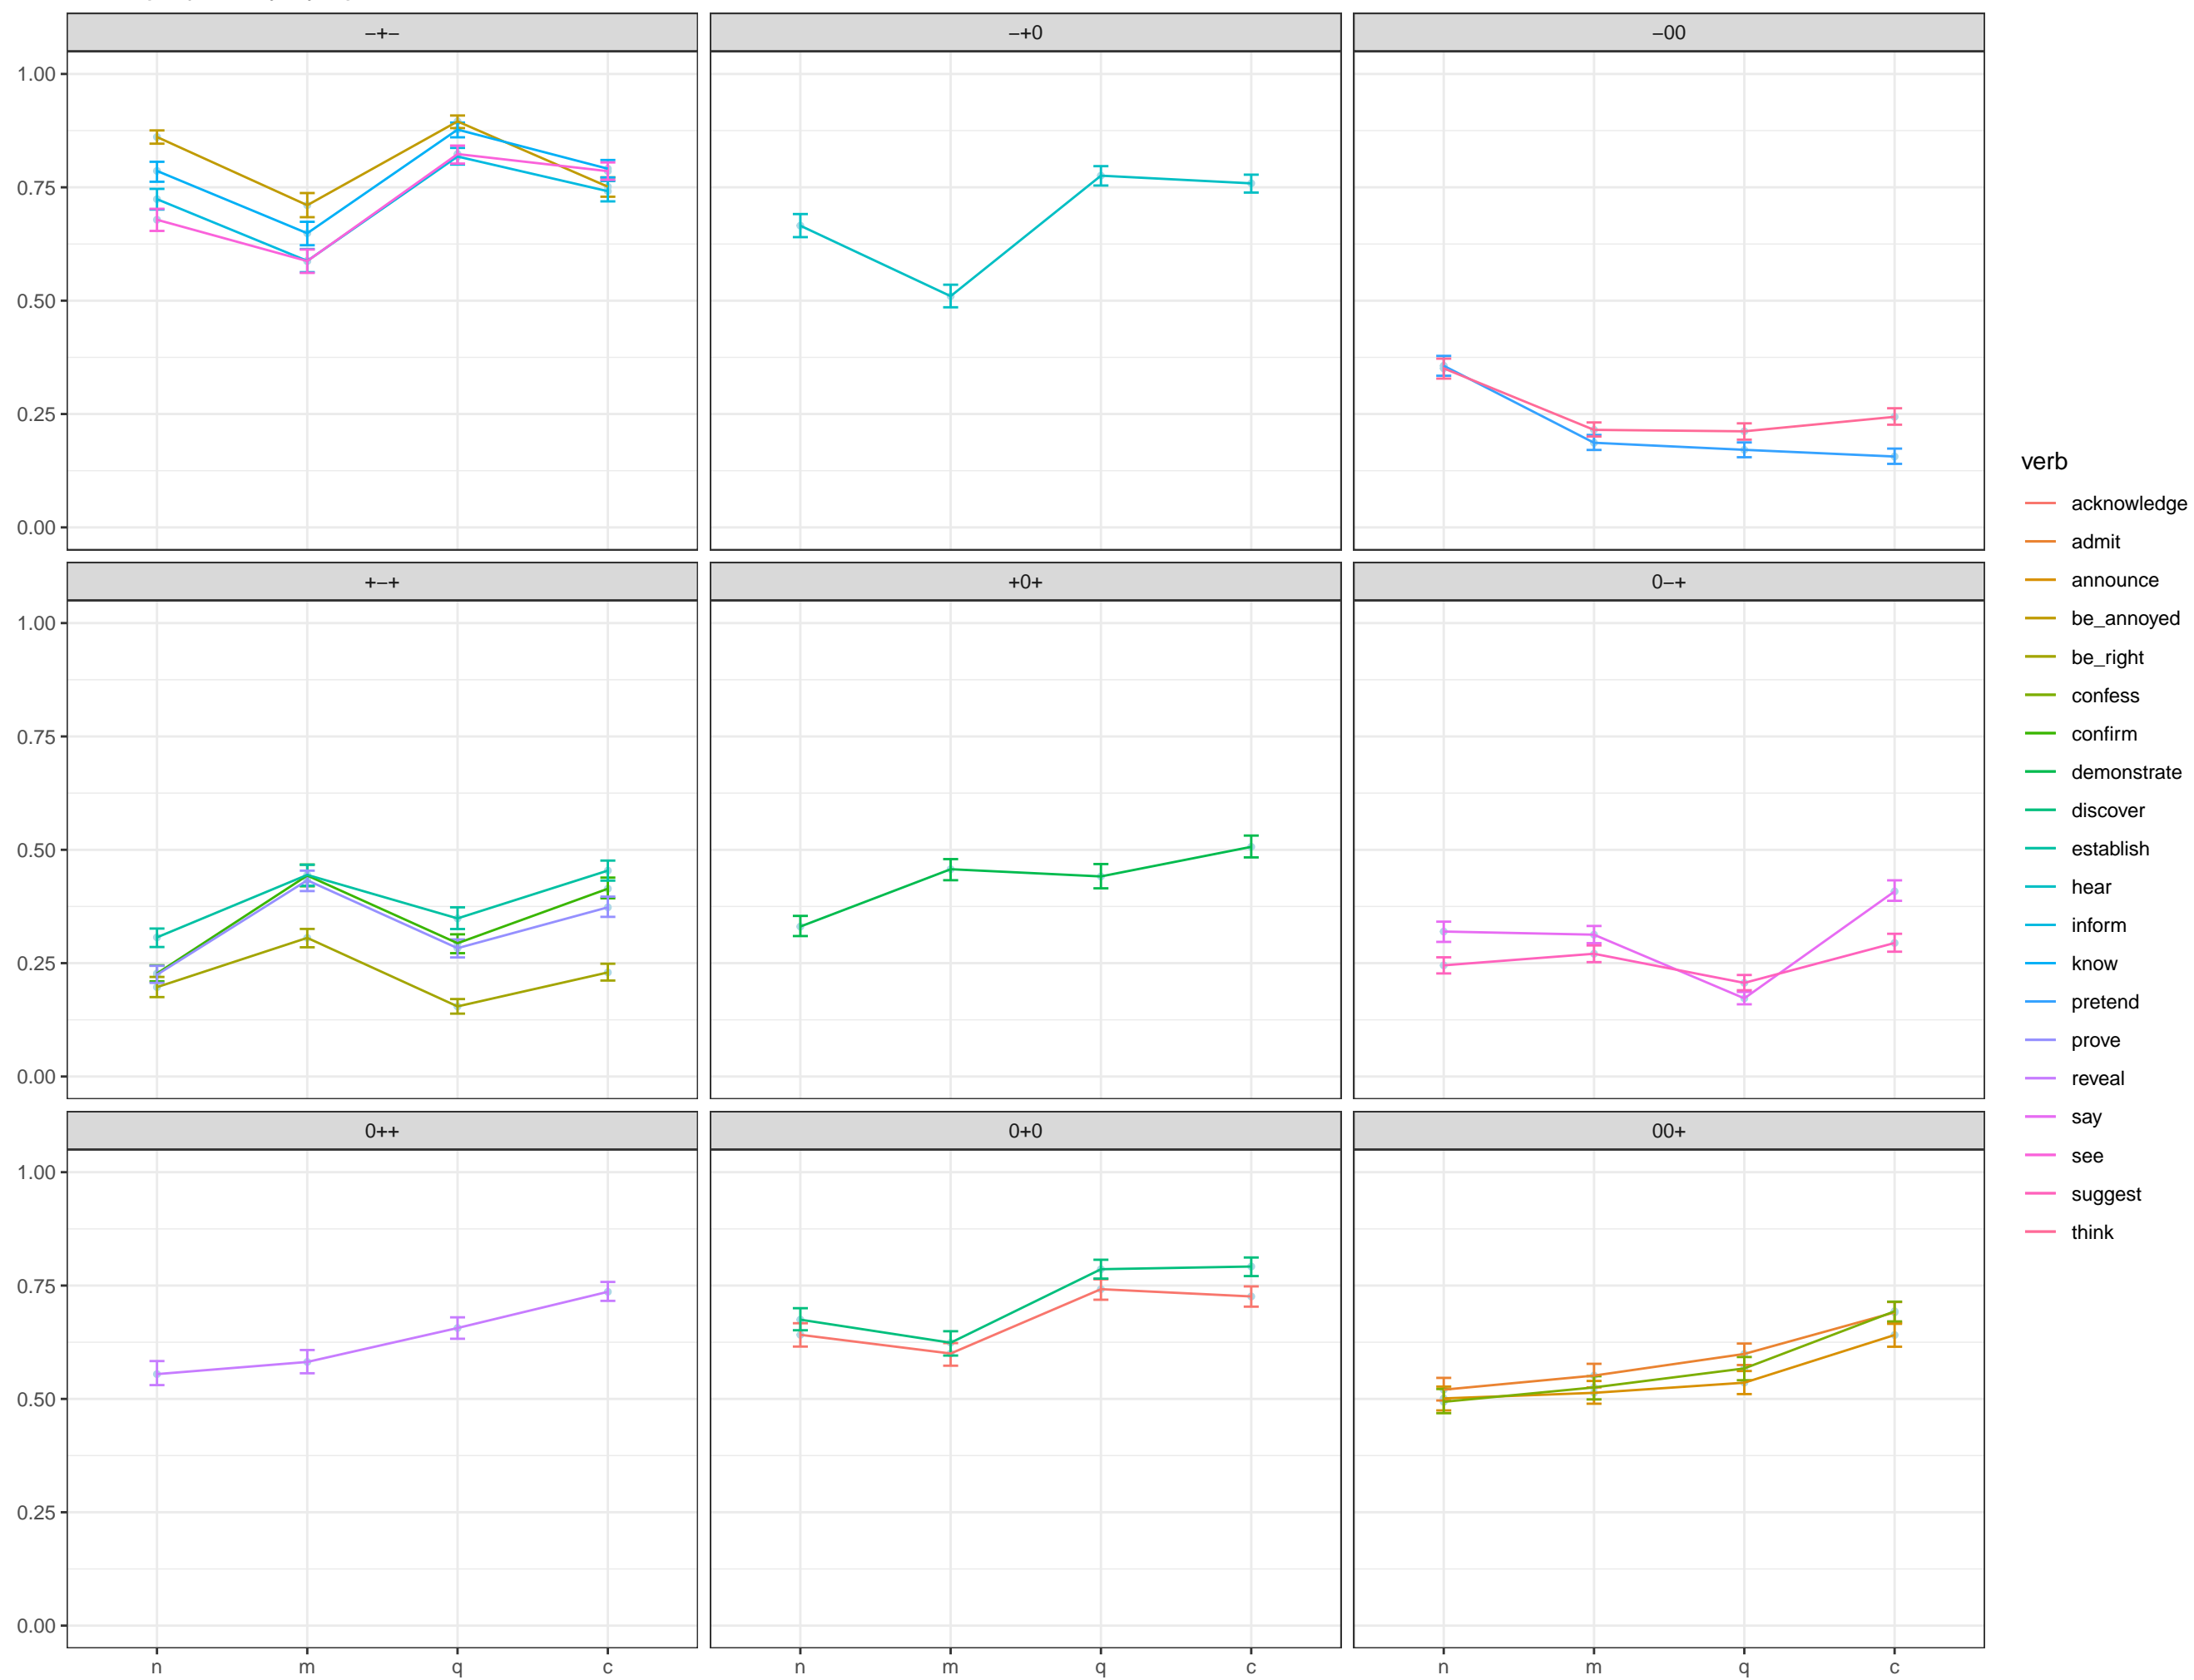 −+− −+0 −00
1.00
0.75
0.50
0.25
0.00
+−+ +0+ 0−+
1.00
0.75
0.50
0.25
0.00
0++ 0+0 00+
1.00
0.75
0.50
0.25
0.00
n m q c n m q c n m q c
verb
acknowledge
admit
announce
be_annoyed
be_right
confess
confirm
demonstrate
discover
establish
hear
inform
know
pretend
prove
reveal
say
see
suggest
think